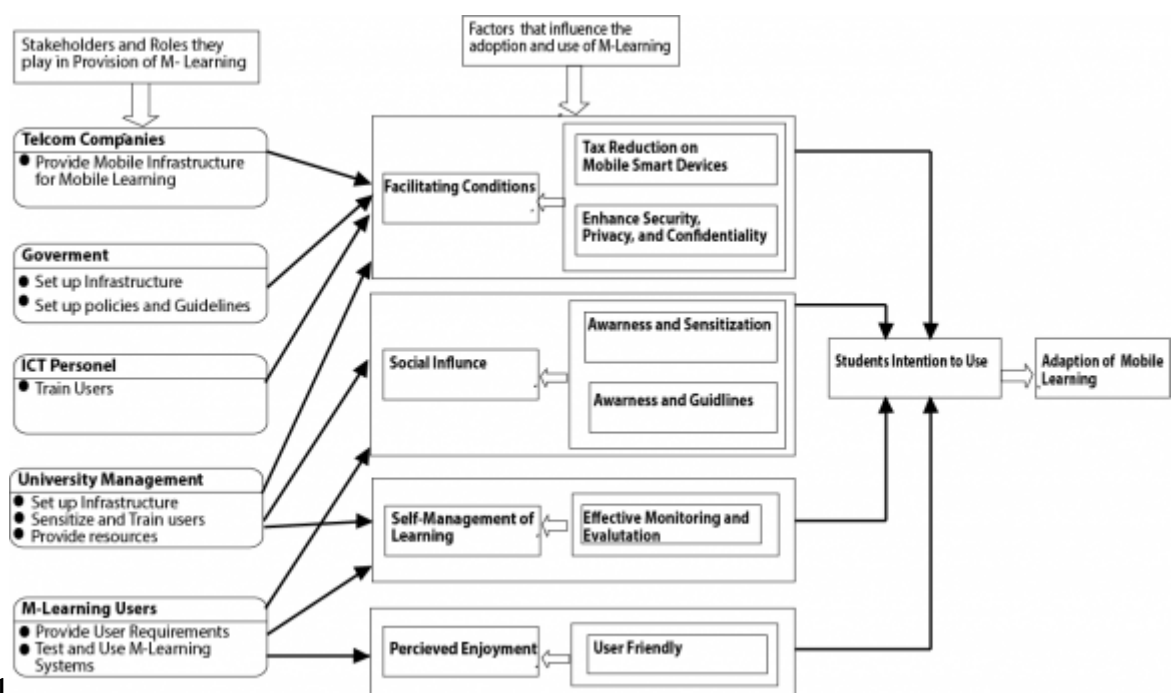 Stakeholders and Roles they
play in Provision of M- Learning
Factors that influence the
adoption and use of M-Learning
Telcom Companies
● Provide Mobile Infrastructure
for Mobile Learning
Goverment
● Set up Infrastructure
● Set up policies and Guidelines
ICT Personel
● Train Users
University Management
● Set up Infrastructure
● Sensitize and Train users
● Provide resources
M-Learning Users
● Provide User Requirements
● Test and Use M-Learning
Systems
Facilitating Conditions
Tax Reduction on
Mobile Smart Devices
Enhance Security,
Privacy, and Confidentiality
Social Influnce
Awarness and Sensitization
Awarness and Guidlines
Self-Management of
Learning
Effective Monitoring and
Evalutation
Percieved Enjoyment
User Friendly
Students Intention to Use
Adaption of Mobile
Learning